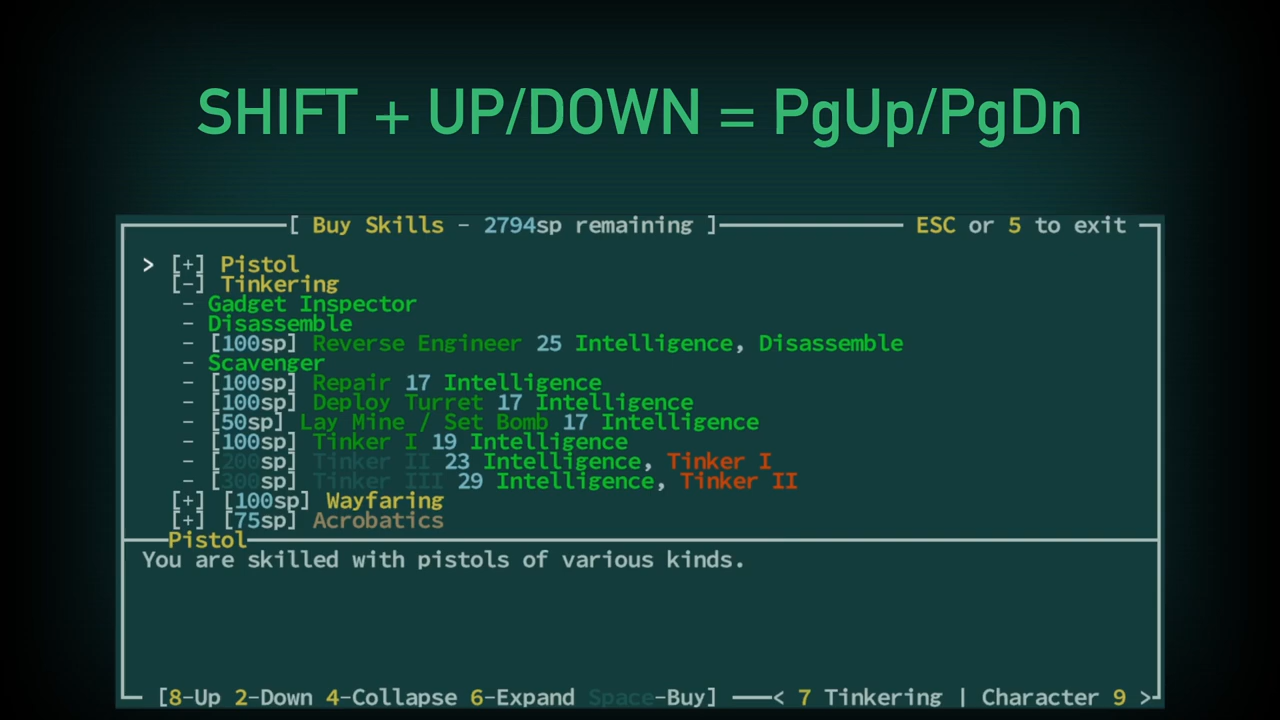 SHIFT + UP/DOWN = PgUp/PgDn
[ Buy Skills - 2794sp remaining ] ESC or 5 to exit
> [+] Pistol
[-] Tinkering
- Gadget Inspector
- Disassemble
- [100sp] Reverse Engineer 25 Intelligence, Disassemble
- Scavenger
- [100sp] Repair 17 Intelligence
- [100sp] Deploy Turret 17 Intelligence
- [50sp] Lay Mine / Set Bomb 17 Intelligence
- [100sp] Tinker I 19 Intelligence
- [200sp] Tinker II 23 Intelligence, Tinker I
- [300sp] Tinker III 29 Intelligence, Tinker II
[+] [100sp] Wayfaring
[+] [75sp] Acrobatics
Pistol
You are skilled with pistols of various kinds.
[8-Up 2-Down 4-Collapse 6-Expand Space-Buy] < 7 Tinkering | Character 9 >